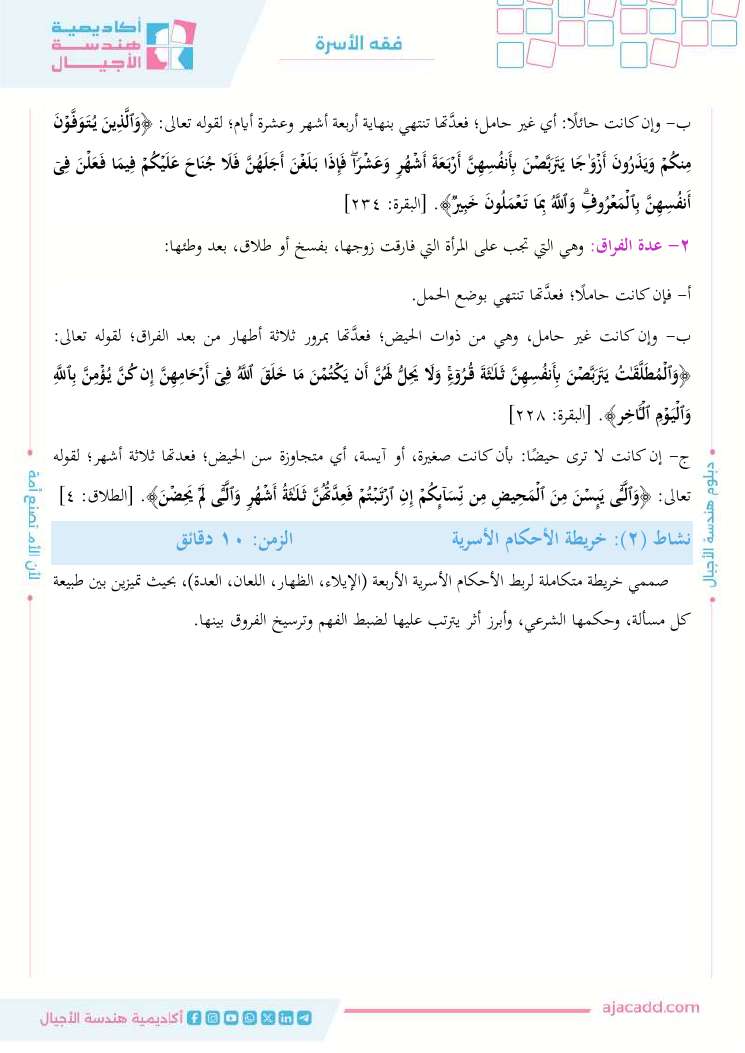 أكاديمية
هندسة
الأجيال
فقه الأسرة
ب- وإن كانت حائلًا: أي غير حامل؛ فعدَّتها تنتهي بنهاية أربعة أشهر وعشرة أيام؛ لقوله تعالى: ﴿وَٱلَّذِينَ يُتَوَفَّوۡنَ
مِنكُمۡ وَيَذَرُونَ أَزۡوَٰجٗا يَتَرَبَّصۡنَ بِأَنفُسِهِنَّ أَرۡبَعَةَ أَشۡهُرٖ وَعَشۡرٗاۖ فَإِذَا بَلَغۡنَ أَجَلَهُنَّ فَلَا جُنَاحَ عَلَيۡكُمۡ فِيمَا فَعَلۡنَ فِيٓ
أَنفُسِهِنَّ بِٱلۡمَعۡرُوفِۗ وَٱللَّهُ بِمَا تَعۡمَلُونَ خَبِيرٞ﴾. [البقرة: ٢٣٤]
٢- عدة الفراق: وهي التي تجب على المرأة التي فارقت زوجها، بفسخ أو طلاق، بعد وطئها:
أ- فإن كانت حاملًا؛ فعدَّتها تنتهي بوضع الحمل.
ب- وإن كانت غير حامل، وهي من ذوات الحيض؛ فعدَّتها بمرور ثلاثة أطهار من بعد الفراق؛ لقوله تعالى:
﴿وَٱلۡمُطَلَّقَٰتُ يَتَرَبَّصۡنَ بِأَنفُسِهِنَّ ثَلَٰثَةَ قُرُوٓءٖۚ وَلَا يَحِلُّ لَهُنَّ أَن يَكۡتُمۡنَ مَا خَلَقَ ٱللَّهُ فِيٓ أَرۡحَامِهِنَّ إِن كُنَّ يُؤۡمِنَّ بِٱللَّهِ
وَٱلۡيَوۡمِ ٱلۡأٓخِرِ﴾. [البقرة: ٢٢٨]
ج- إن كانت لا ترى حيضًا: بأن كانت صغيرة، أو آيسة، أي متجاوزة سن الحيض؛ فعدتها ثلاثة أشهر؛ لقوله
تعالى: ﴿وَٱلَّٰٓـِٔي يَئِسۡنَ مِنَ ٱلۡمَحِيضِ مِن نِّسَآئِكُمۡ إِنِ ٱرۡتَبۡتُمۡ فَعِدَّتُهُنَّ ثَلَٰثَةُ أَشۡهُرٖ وَٱلَّٰٓـِٔي لَمۡ يَحِضۡنَ﴾. [الطلاق: ٤]
نشاط (٢): خريطة الأحكام الأسرية الزمن: ١٠ دقائق
صممي خريطة متكاملة لربط الأحكام الأسرية الأربعة (الإيلاء، الظهار، اللعان، العدة)، بحيث تميزين بين طبيعة
كل مسألة، وحكمها الشرعي، وأبرز أثر يترتب عليها لضبط الفهم وترسيخ الفروق بينها.
دبلوم هندسة الأجيال
لأن الأم تصنع أمة
أكاديمية هندسة الأجيال
ajacadd.com